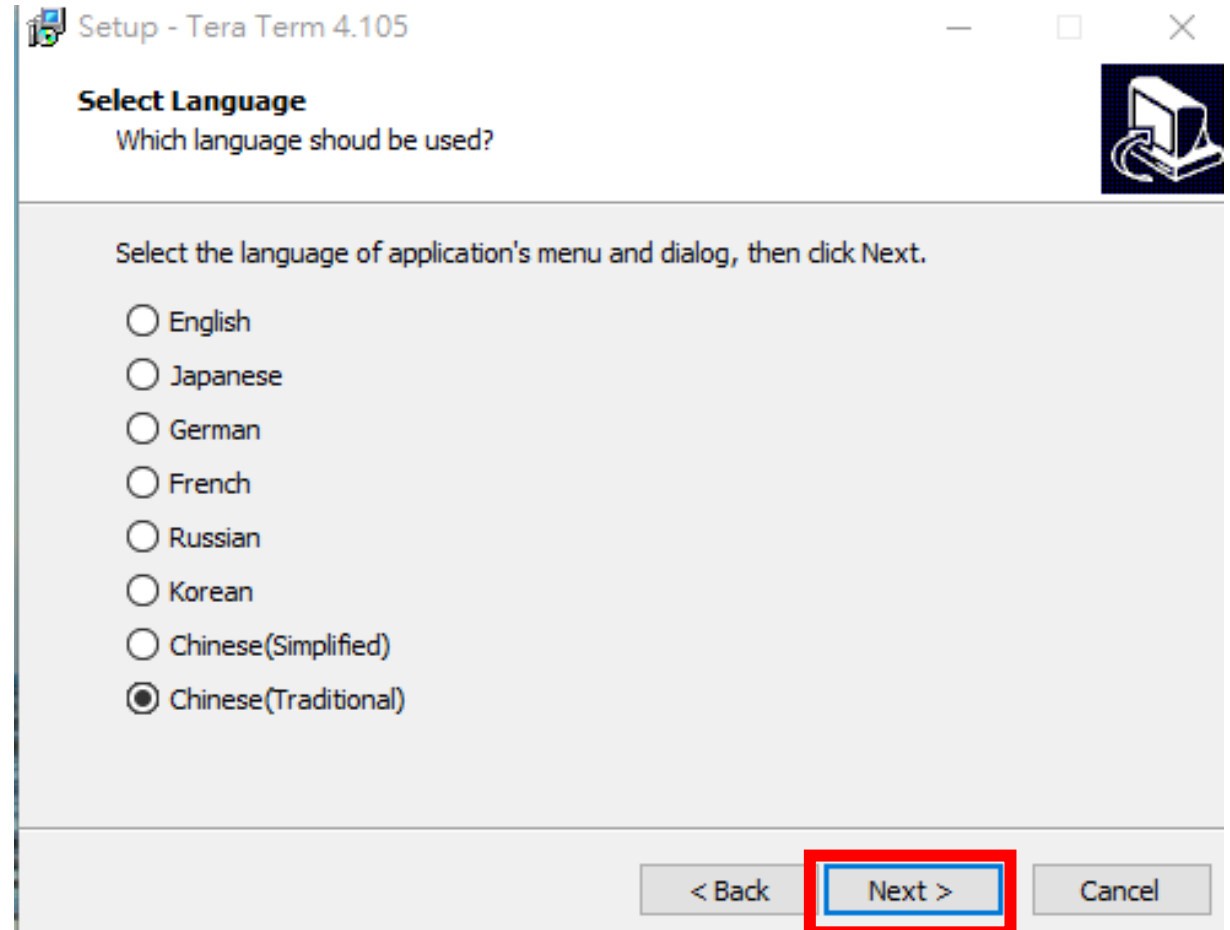 Setup - Tera Term 4.105
Select Language
Which language shoud be used?
Select the language of application's menu and dialog, then click Next.
English
Japanese
German
French
Russian
Korean
Chinese(Simplified)
Chinese(Traditional)
< Back Next > Cancel